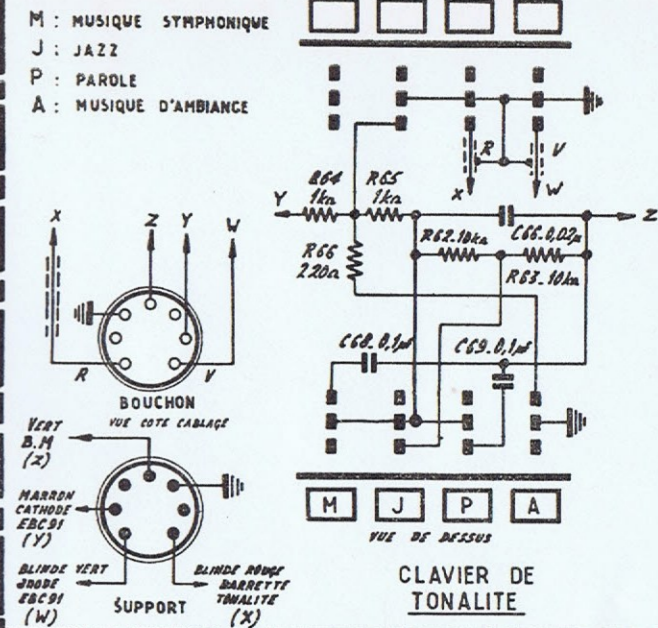 M : MUSIQUE SYMPHONIQUE
J : JAZZ
P : PAROLE
A : MUSIQUE D'AMBIANCE
R
V
X
W
R64
1kΩ
R65
1kΩ
Y
Z
R66
220Ω
R62.10kΩ
C66.0,02µ
R63.10kΩ
X
Z
Y
W
R
V
BOUCHON
VUE COTE CABLAGE
C68.0,1µF
C69.0,1µF
VERT
B.M
(Z)
MARRON
CATHODE
EBC91
(Y)
BLINDE VERT
DIODE
EBC91
(W)
SUPPORT
BLINDE ROUGE
BARRETTE
TONALITE
(X)
M
J
P
A
VUE DE DESSUS
CLAVIER DE
TONALITE